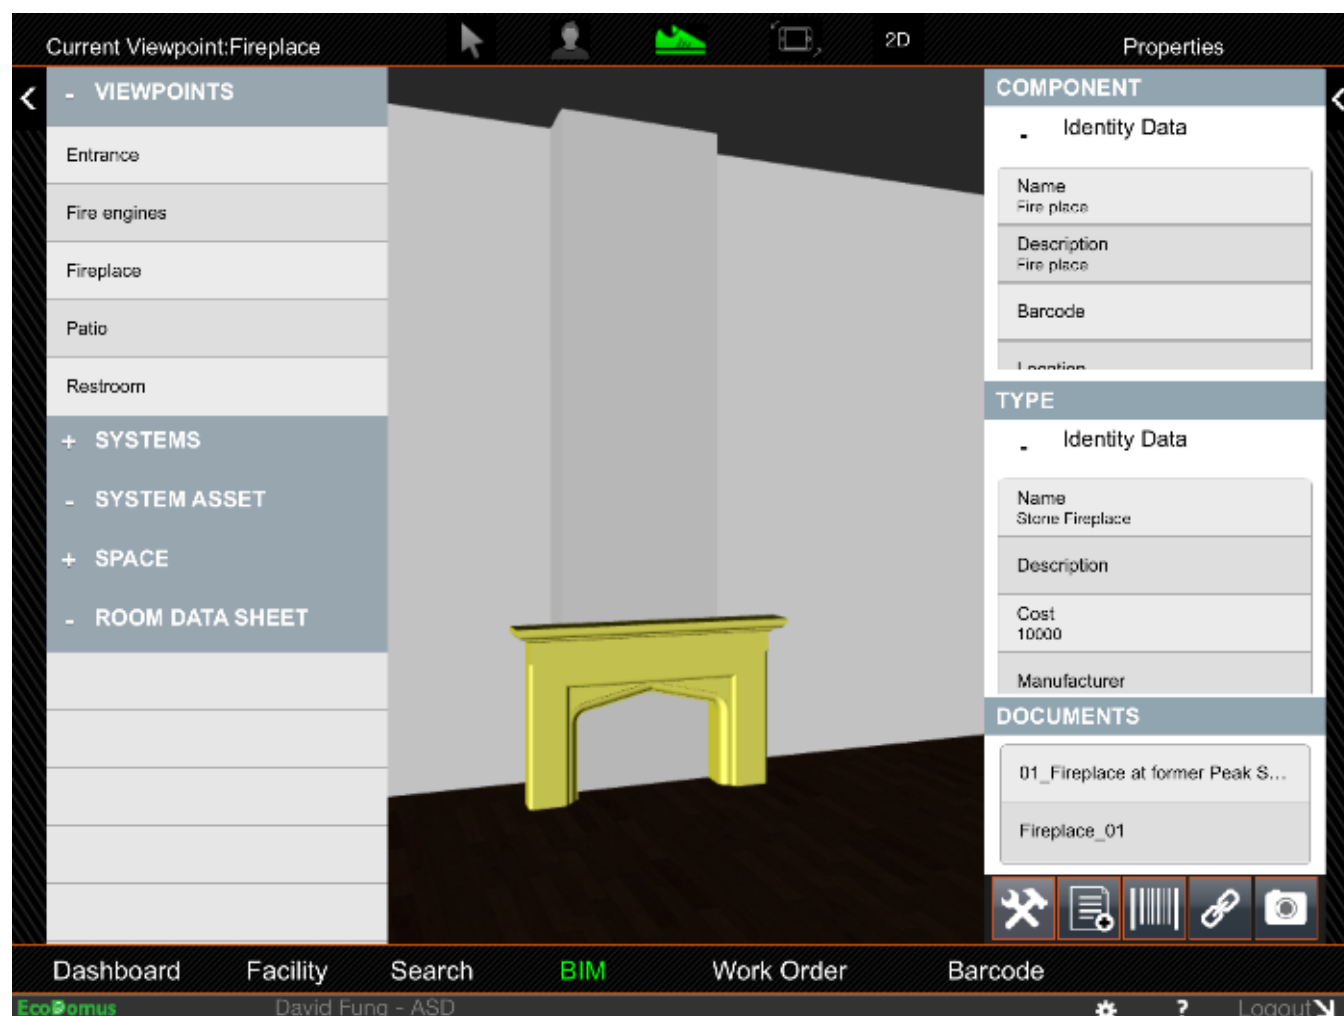 Current Viewpoint:Fireplace
2D
Properties
- VIEWPOINTS
Entrance
Fire engines
Fireplace
Patio
Restroom
+ SYSTEMS
- SYSTEM ASSET
+ SPACE
- ROOM DATA SHEET
COMPONENT
- Identity Data
Name
Fire place
Description
Fire place
Barcode
Location
TYPE
- Identity Data
Name
Stone Fireplace
Description
Cost
10000
Manufacturer
DOCUMENTS
01_Fireplace at former Peak S...
Fireplace_01
Dashboard Facility Search BIM Work Order Barcode
EcoDomus David Fung - ASD ? Logout